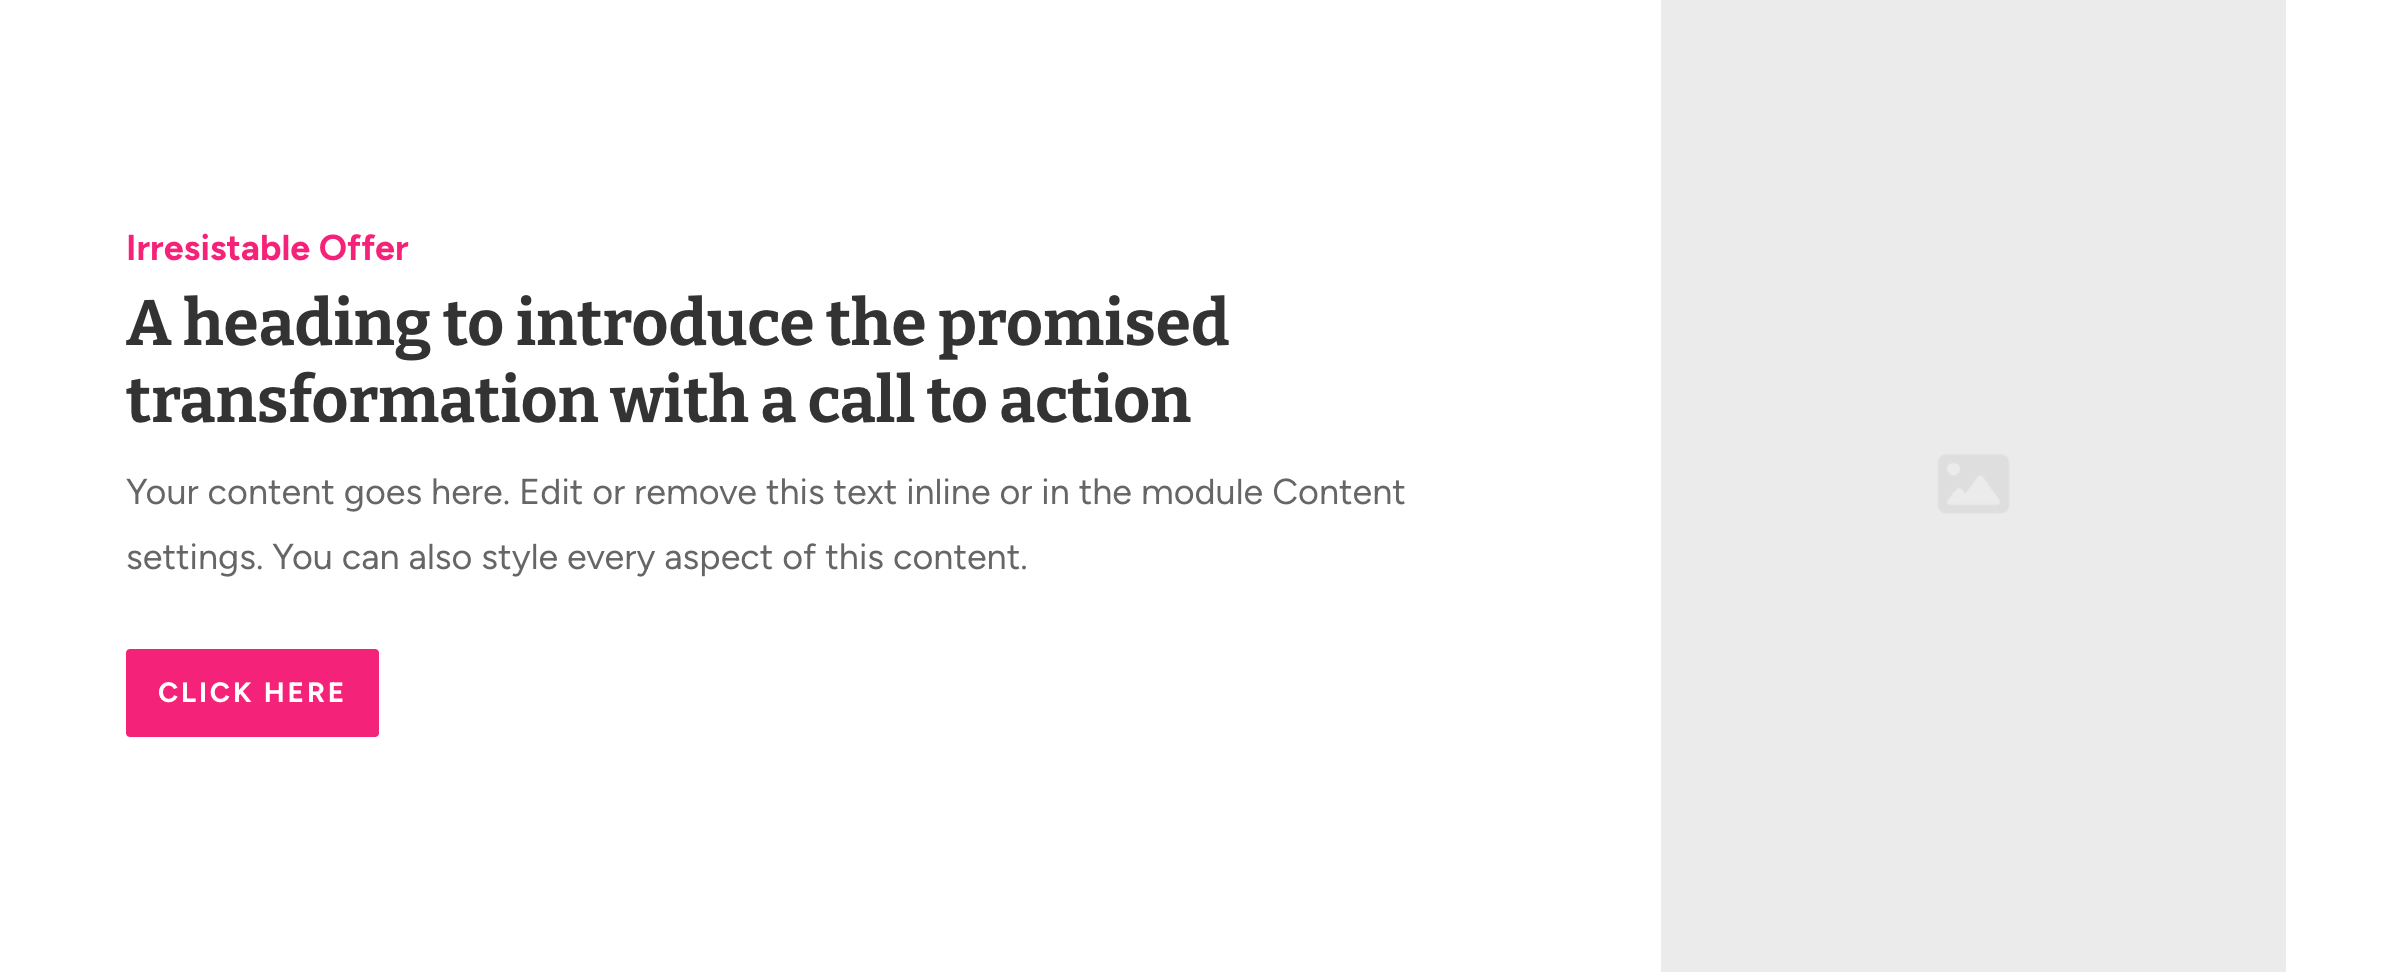 Irresistable Offer
A heading to introduce the promised
transformation with a call to action
Your content goes here. Edit or remove this text inline or in the module Content
settings. You can also style every aspect of this content.
CLICK HERE